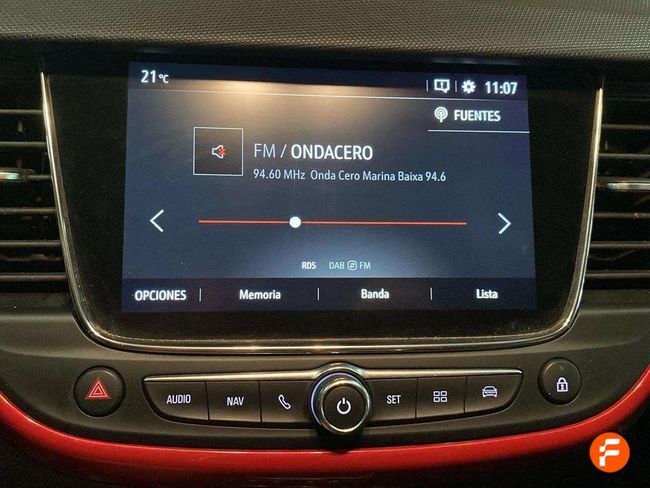 21 °C
11:07
FUENTES
FM / ONDACERO
94.60 MHz Onda Cero Marina Baixa 94.6
RDS DAB FM
OPCIONES Memoria Banda Lista
AUDIO NAV SET